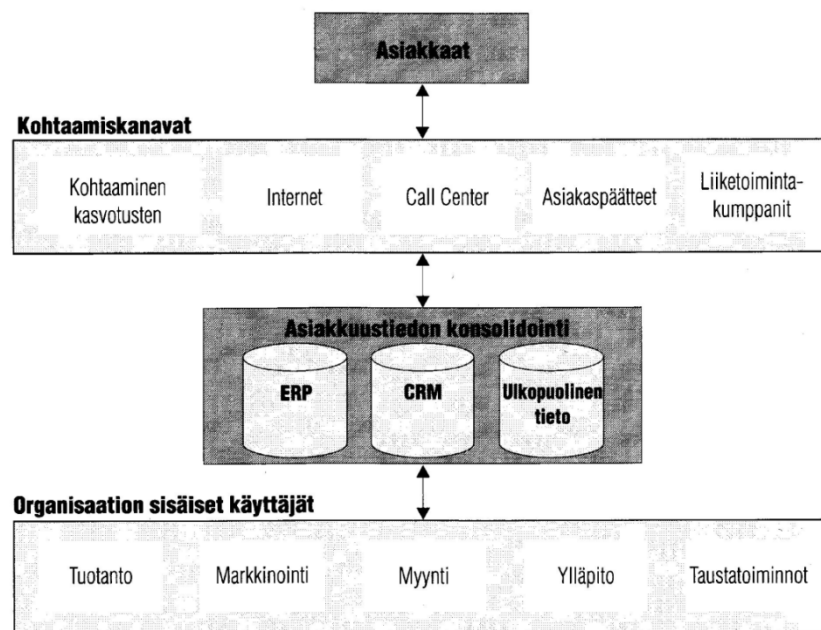 Asiakkaat
Kohtaamiskanavat
Kohtaaminen
kasvotusten
Internet
Call Center
Asiakaspäätteet
Liiketoiminta-
kumppanit
Asiakkuustiedon konsolidointi
ERP
CRM
Ulkopuolinen
tieto
Organisaation sisäiset käyttäjät
Tuotanto
Markkinointi
Myynti
Ylläpito
Taustatoiminnot